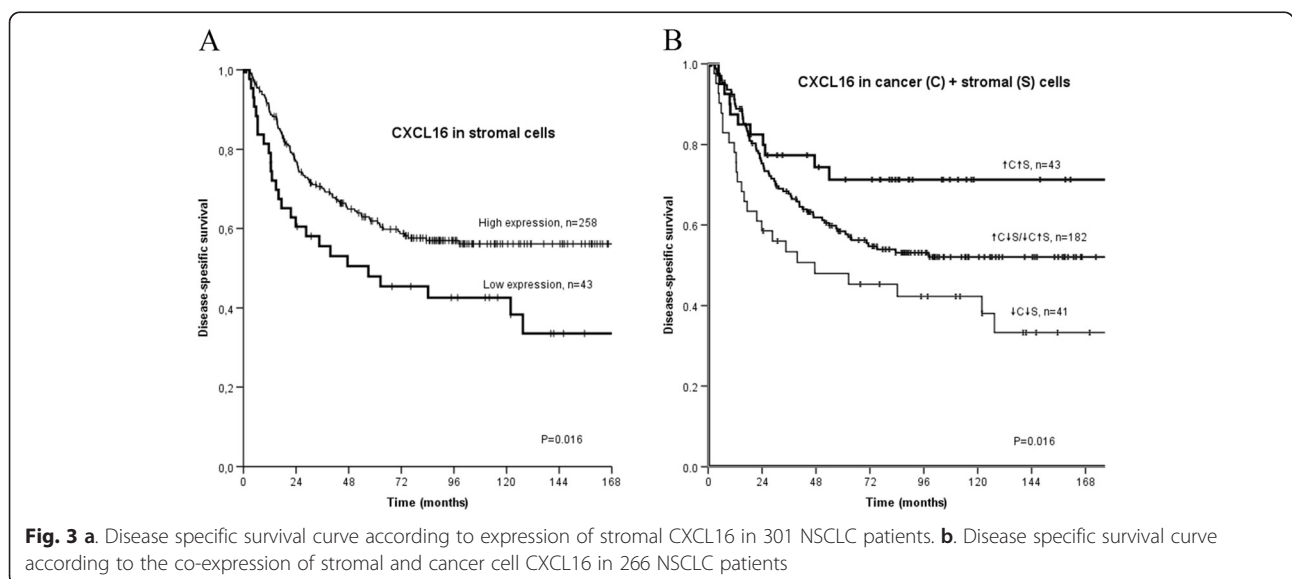 A
CXCL16 in stromal cells
High expression, n=258
Low expression, n=43
P=0.016
Disease-spesific survival
1,0
0,8
0,6
0,4
0,2
0,0
0 24 48 72 96 120 144 168
Time (months)
B
CXCL16 in cancer (C) + stromal (S) cells
↑C↑S, n=43
↑C↓S/↓C↑S, n=182
↓C↓S, n=41
P=0.016
Disease-spesific survival
1.0
0.8
0.6
0.4
0.2
0.0
0 24 48 72 96 120 144 168
Time (months)
Fig. 3 a. Disease specific survival curve according to expression of stromal CXCL16 in 301 NSCLC patients. b. Disease specific survival curve
according to the co-expression of stromal and cancer cell CXCL16 in 266 NSCLC patients